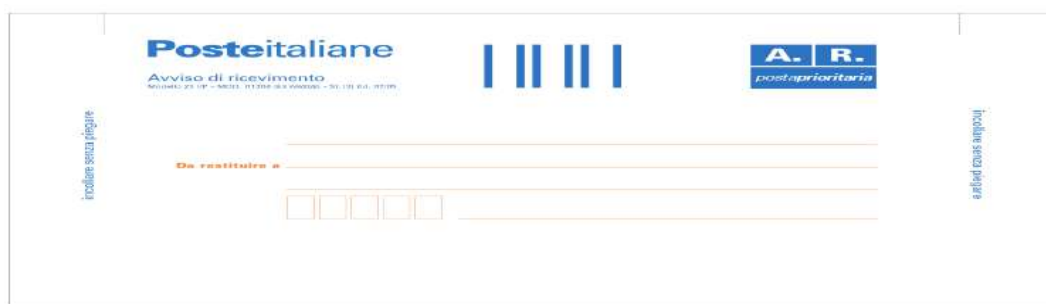 Posteitaliane
A. R.
Avviso di ricevimento
postaprioritaria
incollare senza piegare
incollare senza piegare
Da restituire a